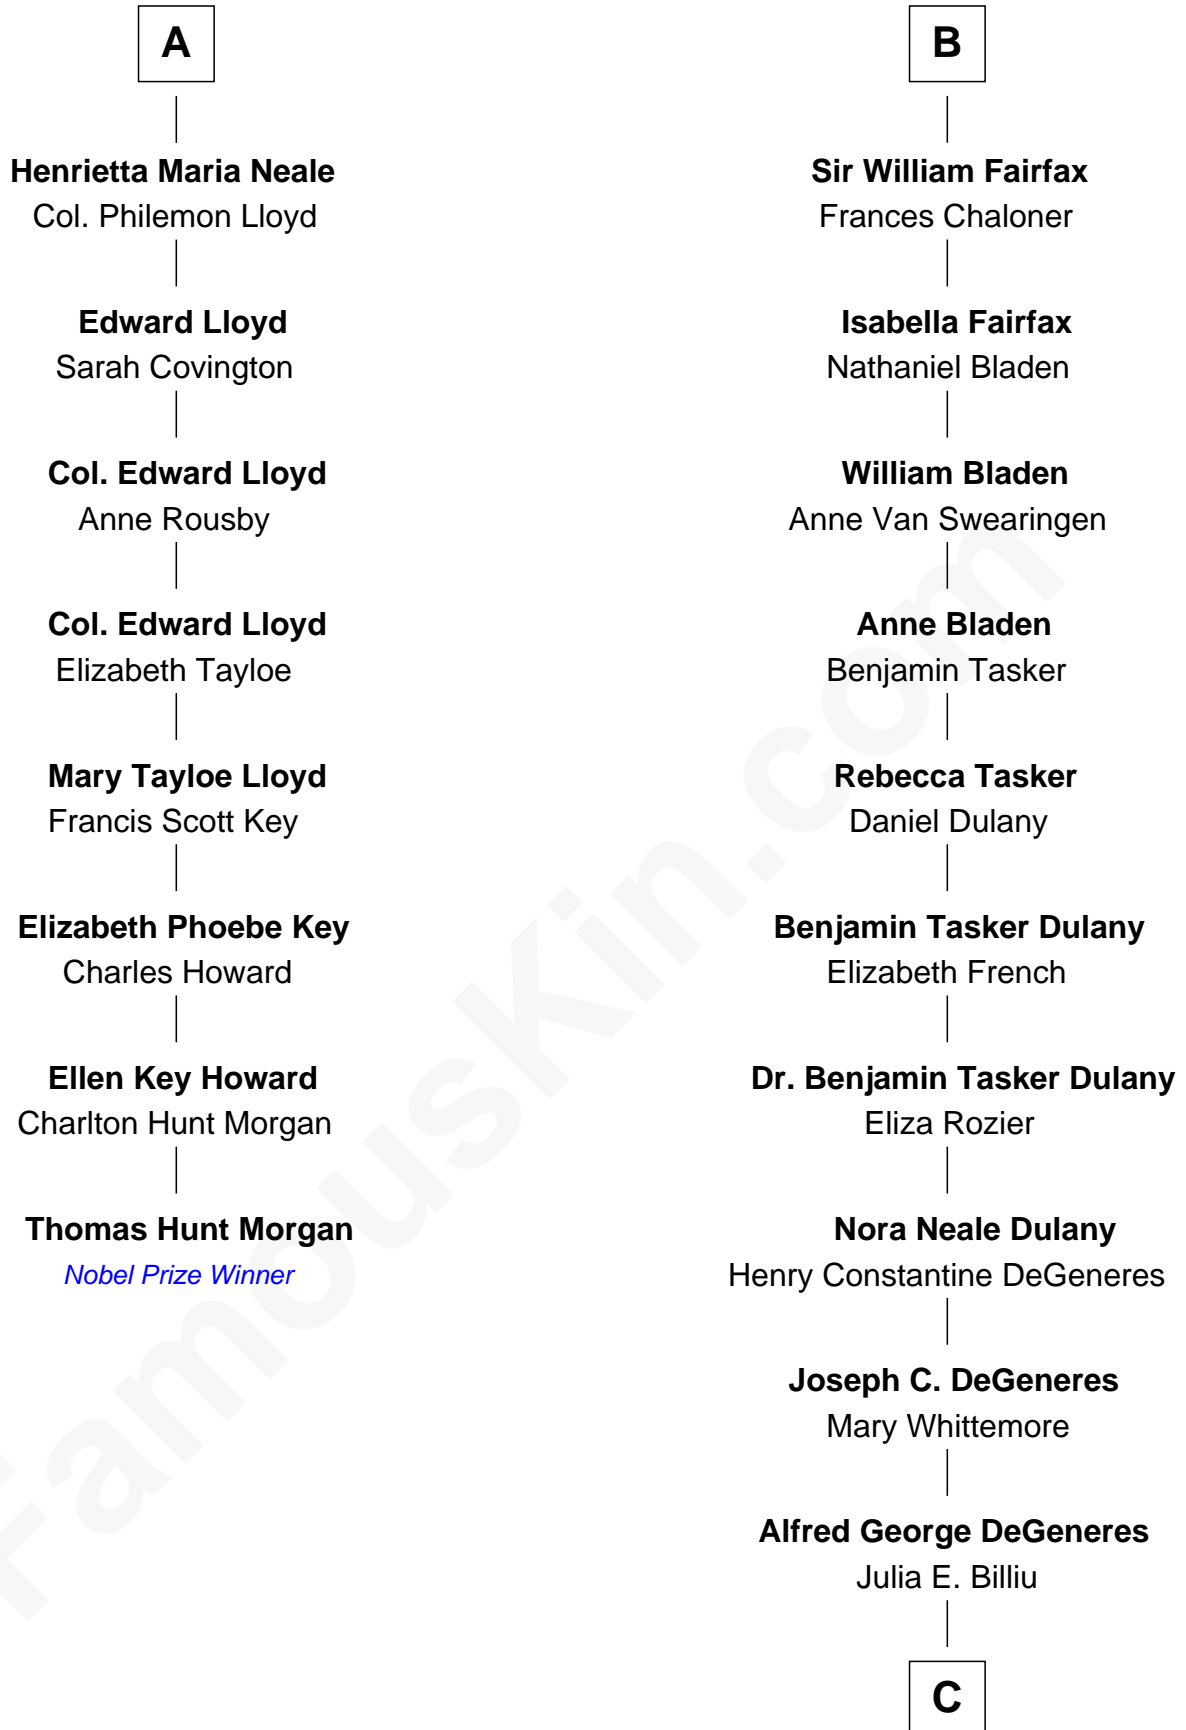 A
Henrietta Maria Neale
Col. Philemon Lloyd
Edward Lloyd
Sarah Covington
Col. Edward Lloyd
Anne Rousby
Col. Edward Lloyd
Elizabeth Tayloe
Mary Tayloe Lloyd
Francis Scott Key
Elizabeth Phoebe Key
Charles Howard
Ellen Key Howard
Charlton Hunt Morgan
Thomas Hunt Morgan
Nobel Prize Winner
B
Sir William Fairfax
Frances Chaloner
Isabella Fairfax
Nathaniel Bladen
William Bladen
Anne Van Swearingen
Anne Bladen
Benjamin Tasker
Rebecca Tasker
Daniel Dulany
Benjamin Tasker Dulany
Elizabeth French
Dr. Benjamin Tasker Dulany
Eliza Rozier
Nora Neale Dulany
Henry Constantine DeGeneres
Joseph C. DeGeneres
Mary Whittemore
Alfred George DeGeneres
Julia E. Billiu
C
FamousKin.com